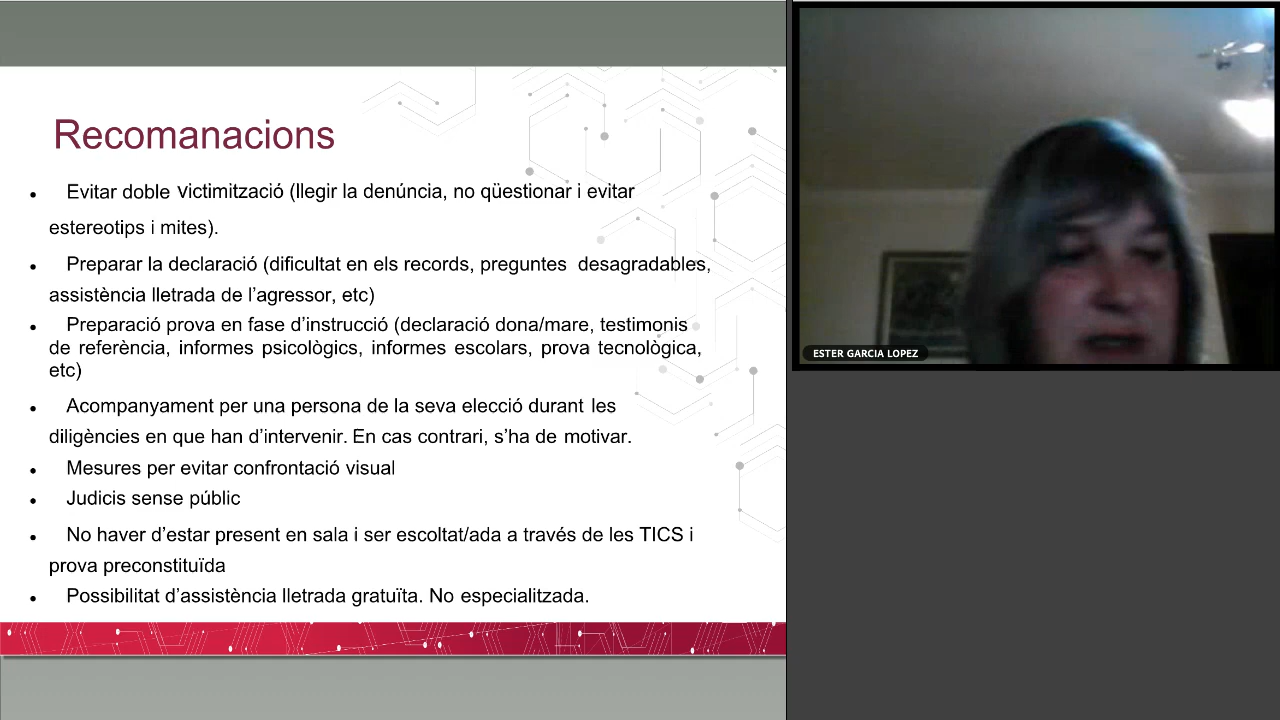 Recomanacions
• Evitar doble victimització (llegir la denúncia, no qüestionar i evitar
estereotips i mites).
• Preparar la declaració (dificultat en els records, preguntes desagradables,
assistència lletrada de l’agressor, etc)
• Preparació prova en fase d’instrucció (declaració dona/mare, testimonis
de referència, informes psicològics, informes escolars, prova tecnològica,
etc)
• Acompanyament per una persona de la seva elecció durant les
diligències en que han d’intervenir. En cas contrari, s’ha de motivar.
• Mesures per evitar confrontació visual
• Judicis sense públic
• No haver d’estar present en sala i ser escoltat/ada a través de les TICS i
prova preconstituïda
• Possibilitat d’assistència lletrada gratuïta. No especialitzada.
ESTER GARCIA LOPEZ